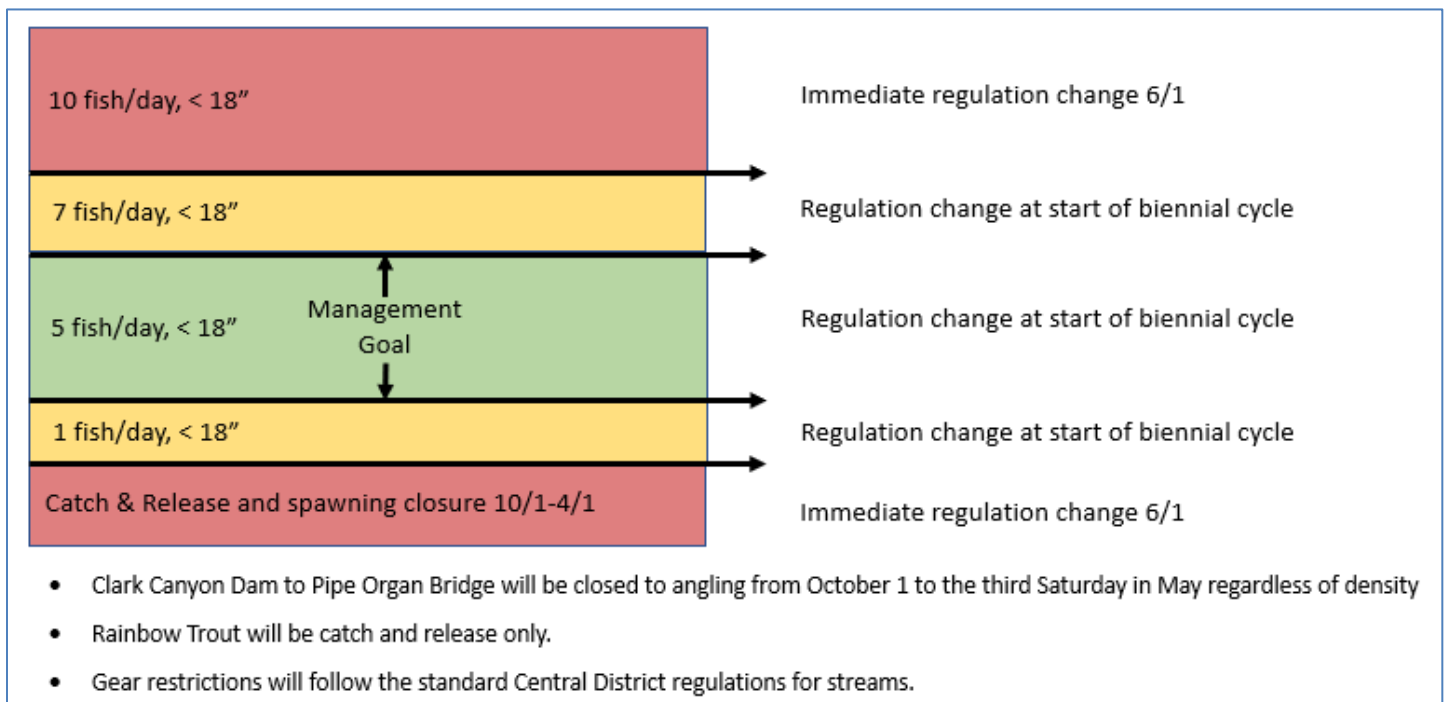 10 fish/day, < 18”
Immediate regulation change 6/1
7 fish/day, < 18”
Regulation change at start of biennial cycle
5 fish/day, < 18”
Management
Goal
Regulation change at start of biennial cycle
1 fish/day, < 18”
Regulation change at start of biennial cycle
Catch & Release and spawning closure 10/1-4/1
Immediate regulation change 6/1
• Clark Canyon Dam to Pipe Organ Bridge will be closed to angling from October 1 to the third Saturday in May regardless of density
• Rainbow Trout will be catch and release only.
• Gear restrictions will follow the standard Central District regulations for streams.